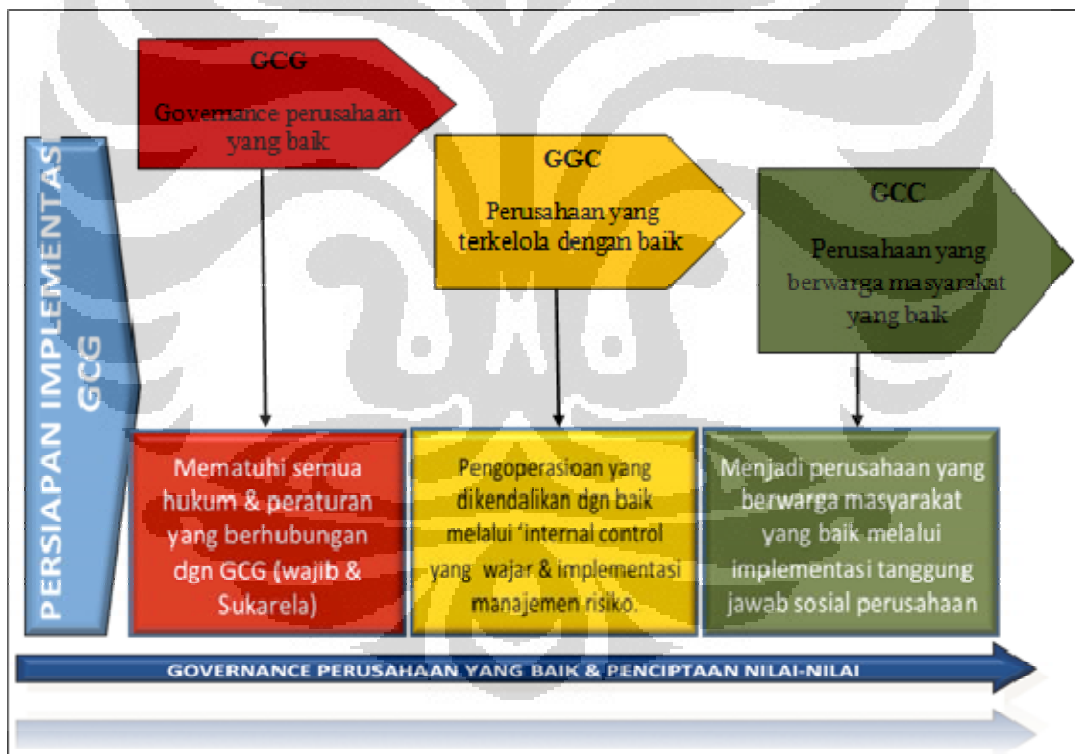 GCG
Governance perusahaan
yang baik
GGC
Perusahaan yang
terkelola dengan baik
GCC
Perusahaan yang
berwarga masyarakat
yang baik
PERSIAPAN IMPLEMENTASI
GCG
Mematuhi semua
hukum & peraturan
yang berhubungan
dgn GCG (wajib &
Sukarela)
Pengoperasioan yang
dikendalikan dgn baik
melalui 'internal control
yang wajar & implementasi
manajemen risiko.
Menjadi perusahaan yang
berwarga masyarakat
yang baik melalui
implementasi tanggung
jawab sosial perusahaan
GOVERNANCE PERUSAHAAN YANG BAIK & PENCIPTAAN NILAI-NILAI